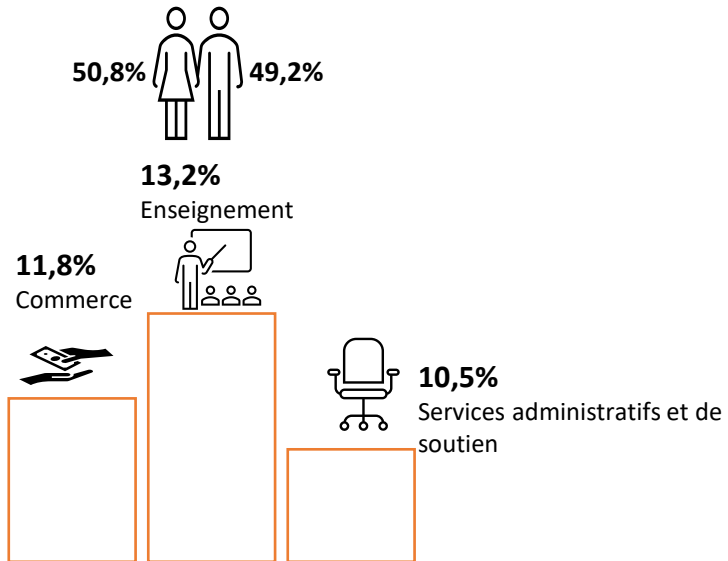 50,8% 49,2%
13,2%
Enseignement
11,8%
Commerce
10,5%
Services administratifs et de
soutien